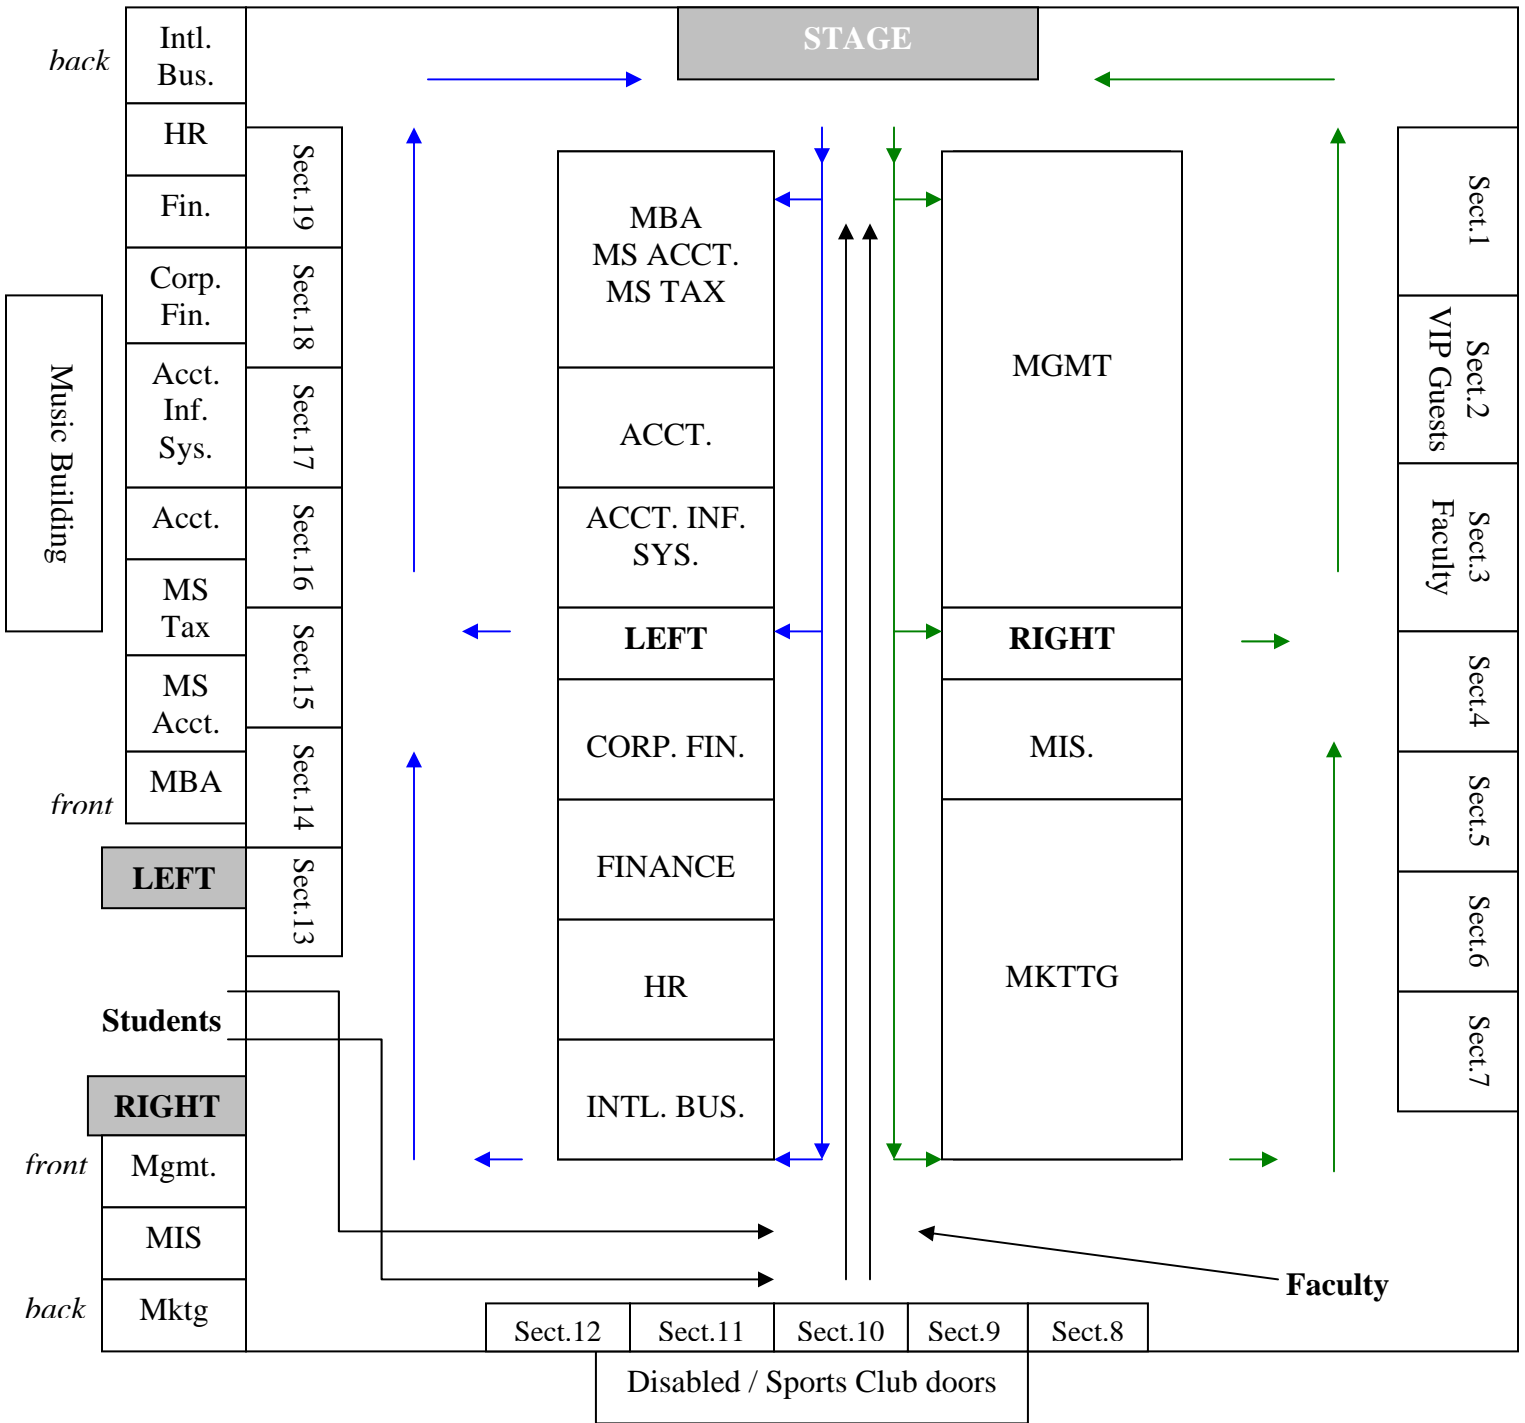 STAGE
back
Intl.
Bus.
HR
Fin.
Corp.
Fin.
Acct.
Inf.
Sys.
Acct.
MS
Tax
MS
Acct.
MBA
front
LEFT
Music Building
Sect.19
Sect.18
Sect.17
Sect.16
Sect.15
Sect.14
Sect.13
Students
RIGHT
front
Mgmt.
MIS
back
Mktg
MBA
MS ACCT.
MS TAX
ACCT.
ACCT. INF.
SYS.
LEFT
CORP. FIN.
FINANCE
HR
INTL. BUS.
MGMT
RIGHT
MIS.
MKTTG
Sect.1
Sect.2
VIP Guests
Sect.3
Faculty
Sect.4
Sect.5
Sect.6
Sect.7
Faculty
Sect.12
Sect.11
Sect.10
Sect.9
Sect.8
Disabled / Sports Club doors